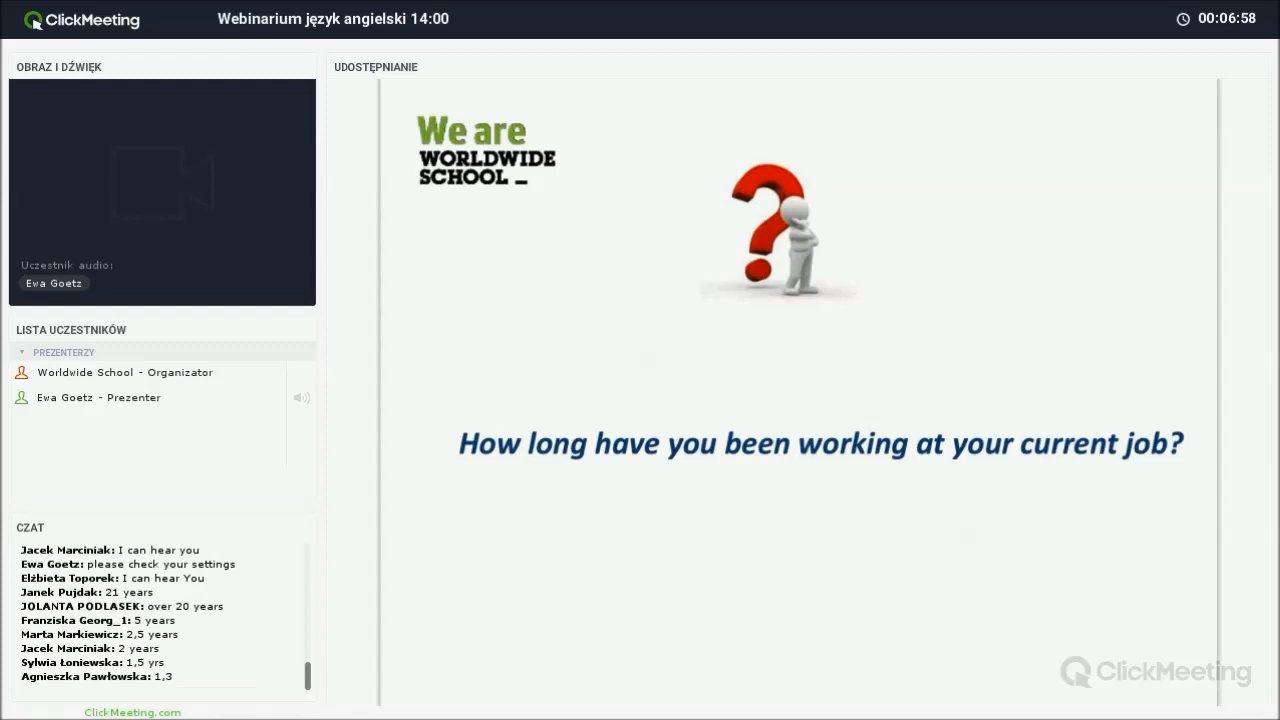 ClickMeeting
Webinarium język angielski 14:00
00:06:58
OBRAZ I DŹWIĘK
Uczestnik audio:
Ewa Goetz
LISTA UCZESTNIKÓW
PREZENTERZY
Worldwide School - Organizator
Ewa Goetz - Prezenter
CZAT
Jacek Marciniak: I can hear you
Ewa Goetz: please check your settings
Elżbieta Toporek: I can hear You
Janek Pujdak: 21 years
JOLANTA PODLASEK: over 20 years
Franziska Georg_1: 5 years
Marta Markiewicz: 2,5 years
Jacek Marciniak: 2 years
Sylwia Łoniewska: 1,5 yrs
Agnieszka Pawłowska: 1,3
ClickMeeting.com
UDOSTĘPNIANIE
We are
WORLDWIDE
SCHOOL _
?
How long have you been working at your current job?
ClickMeeting